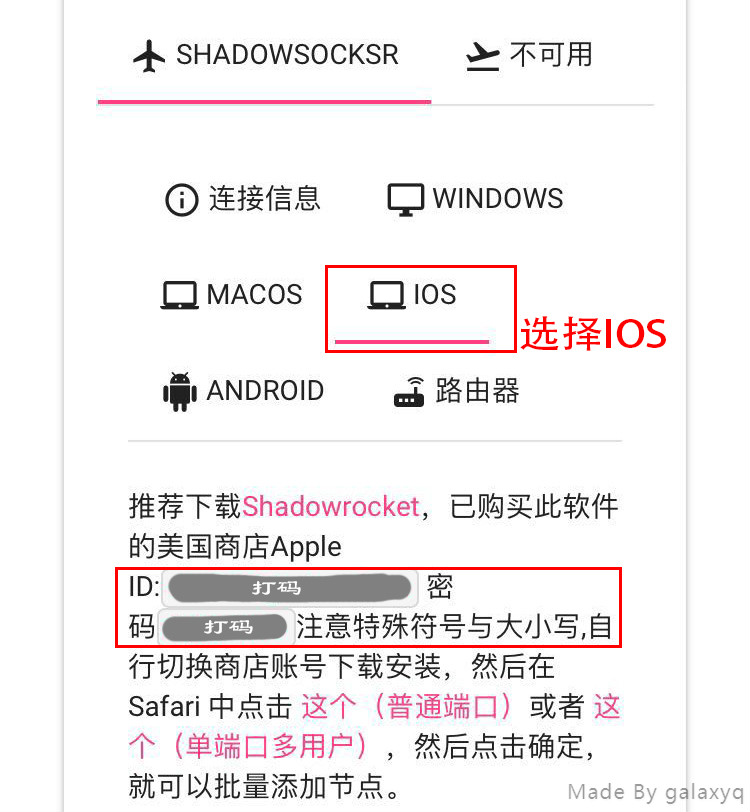 SHADOWSOCKSR 不可用
连接信息 WINDOWS
MACOS IOS
选择IOS
ANDROID 路由器
推荐下载Shadowrocket，已购买此软件
的美国商店Apple
ID: 打码 密
码 打码 注意特殊符号与大小写,自
行切换商店账号下载安装，然后在
Safari 中点击 这个（普通端口）或者 这
个（单端口多用户），然后点击确定，
就可以批量添加节点。
Made By galaxyq